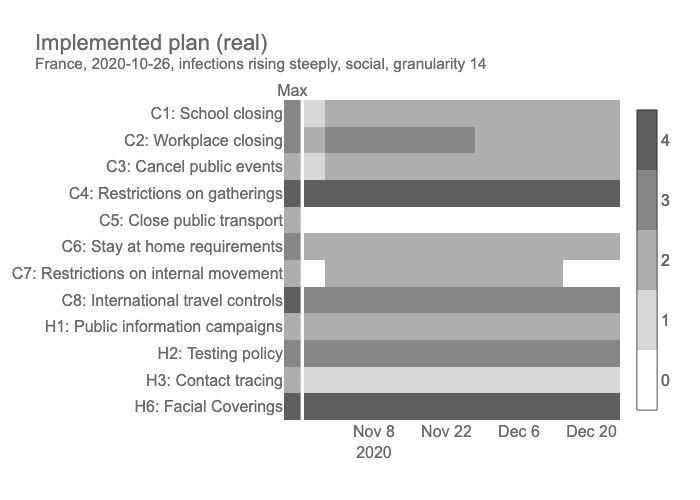 Implemented plan (real)
France, 2020-10-26, infections rising steeply, social, granularity 14
Max
C1: School closing
C2: Workplace closing
C3: Cancel public events
C4: Restrictions on gatherings
C5: Close public transport
C6: Stay at home requirements
C7: Restrictions on internal movement
C8: International travel controls
H1: Public information campaigns
H2: Testing policy
H3: Contact tracing
H6: Facial Coverings
4
3
2
1
0
Nov 8 Nov 22 Dec 6 Dec 20
2020